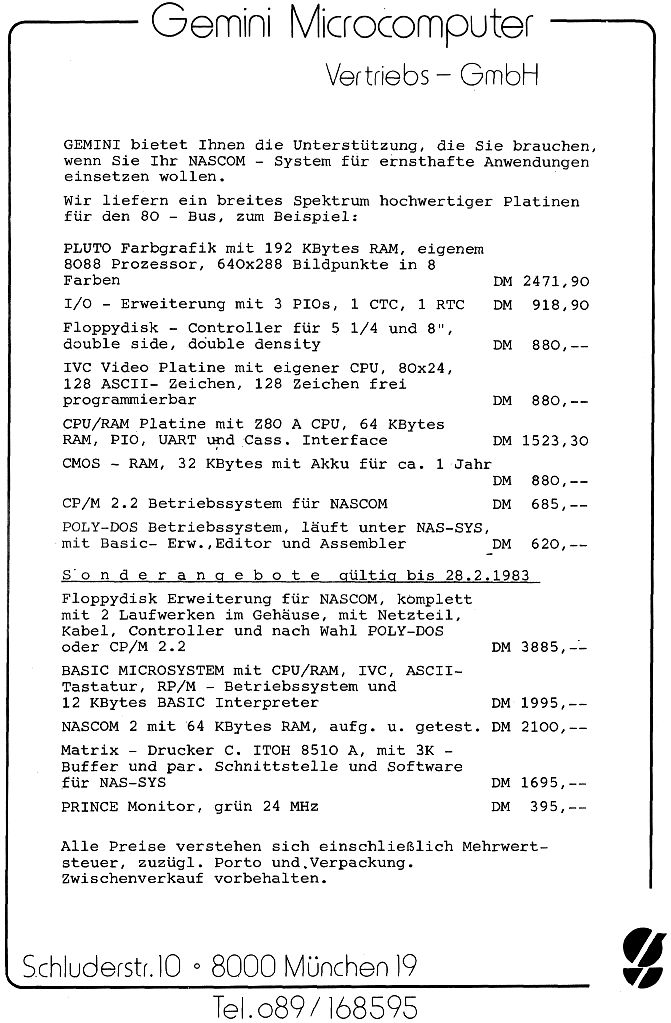 Gemini Microcomputer
Vertriebs - GmbH
GEMINI bietet Ihnen die Unterstützung, die Sie brauchen,
wenn Sie Ihr NASCOM - System für ernsthafte Anwendungen
einsetzen wollen.
Wir liefern ein breites Spektrum hochwertiger Platinen
für den 80 - Bus, zum Beispiel:
PLUTO Farbgrafik mit 192 KBytes RAM, eigenem
8088 Prozessor, 640x288 Bildpunkte in 8
Farben DM 2471,90
I/O - Erweiterung mit 3 PIOs, 1 CTC, 1 RTC DM 918,90
Floppydisk - Controller für 5 1/4 und 8",
double side, double density DM 880,--
IVC Video Platine mit eigener CPU, 80x24,
128 ASCII- Zeichen, 128 Zeichen frei
programmierbar DM 880,--
CPU/RAM Platine mit Z80 A CPU, 64 KBytes
RAM, PIO, UART und Cass. Interface DM 1523,30
CMOS - RAM, 32 KBytes mit Akku für ca. 1 Jahr
DM 880,--
CP/M 2.2 Betriebssystem für NASCOM DM 685,--
POLY-DOS Betriebssystem, läuft unter NAS-SYS,
mit Basic- Erw.,Editor und Assembler DM 620,--
S o n d e r a n g e b o t e gültig bis 28.2.1983
Floppydisk Erweiterung für NASCOM, komplett
mit 2 Laufwerken im Gehäuse, mit Netzteil,
Kabel, Controller und nach Wahl POLY-DOS
oder CP/M 2.2 DM 3885,--
BASIC MICROSYSTEM mit CPU/RAM, IVC, ASCII-
Tastatur, RP/M - Betriebssystem und
12 KBytes BASIC Interpreter DM 1995,--
NASCOM 2 mit 64 KBytes RAM, aufg. u. getest. DM 2100,--
Matrix - Drucker C. ITOH 8510 A, mit 3K -
Buffer und par. Schnittstelle und Software
für NAS-SYS DM 1695,--
PRINCE Monitor, grün 24 MHz DM 395,--
Alle Preise verstehen sich einschließlich Mehrwert-
steuer, zuzügl. Porto und Verpackung.
Zwischenverkauf vorbehalten.
Schluderstr.10 ∘ 8000 München 19
Tel.o89/168595